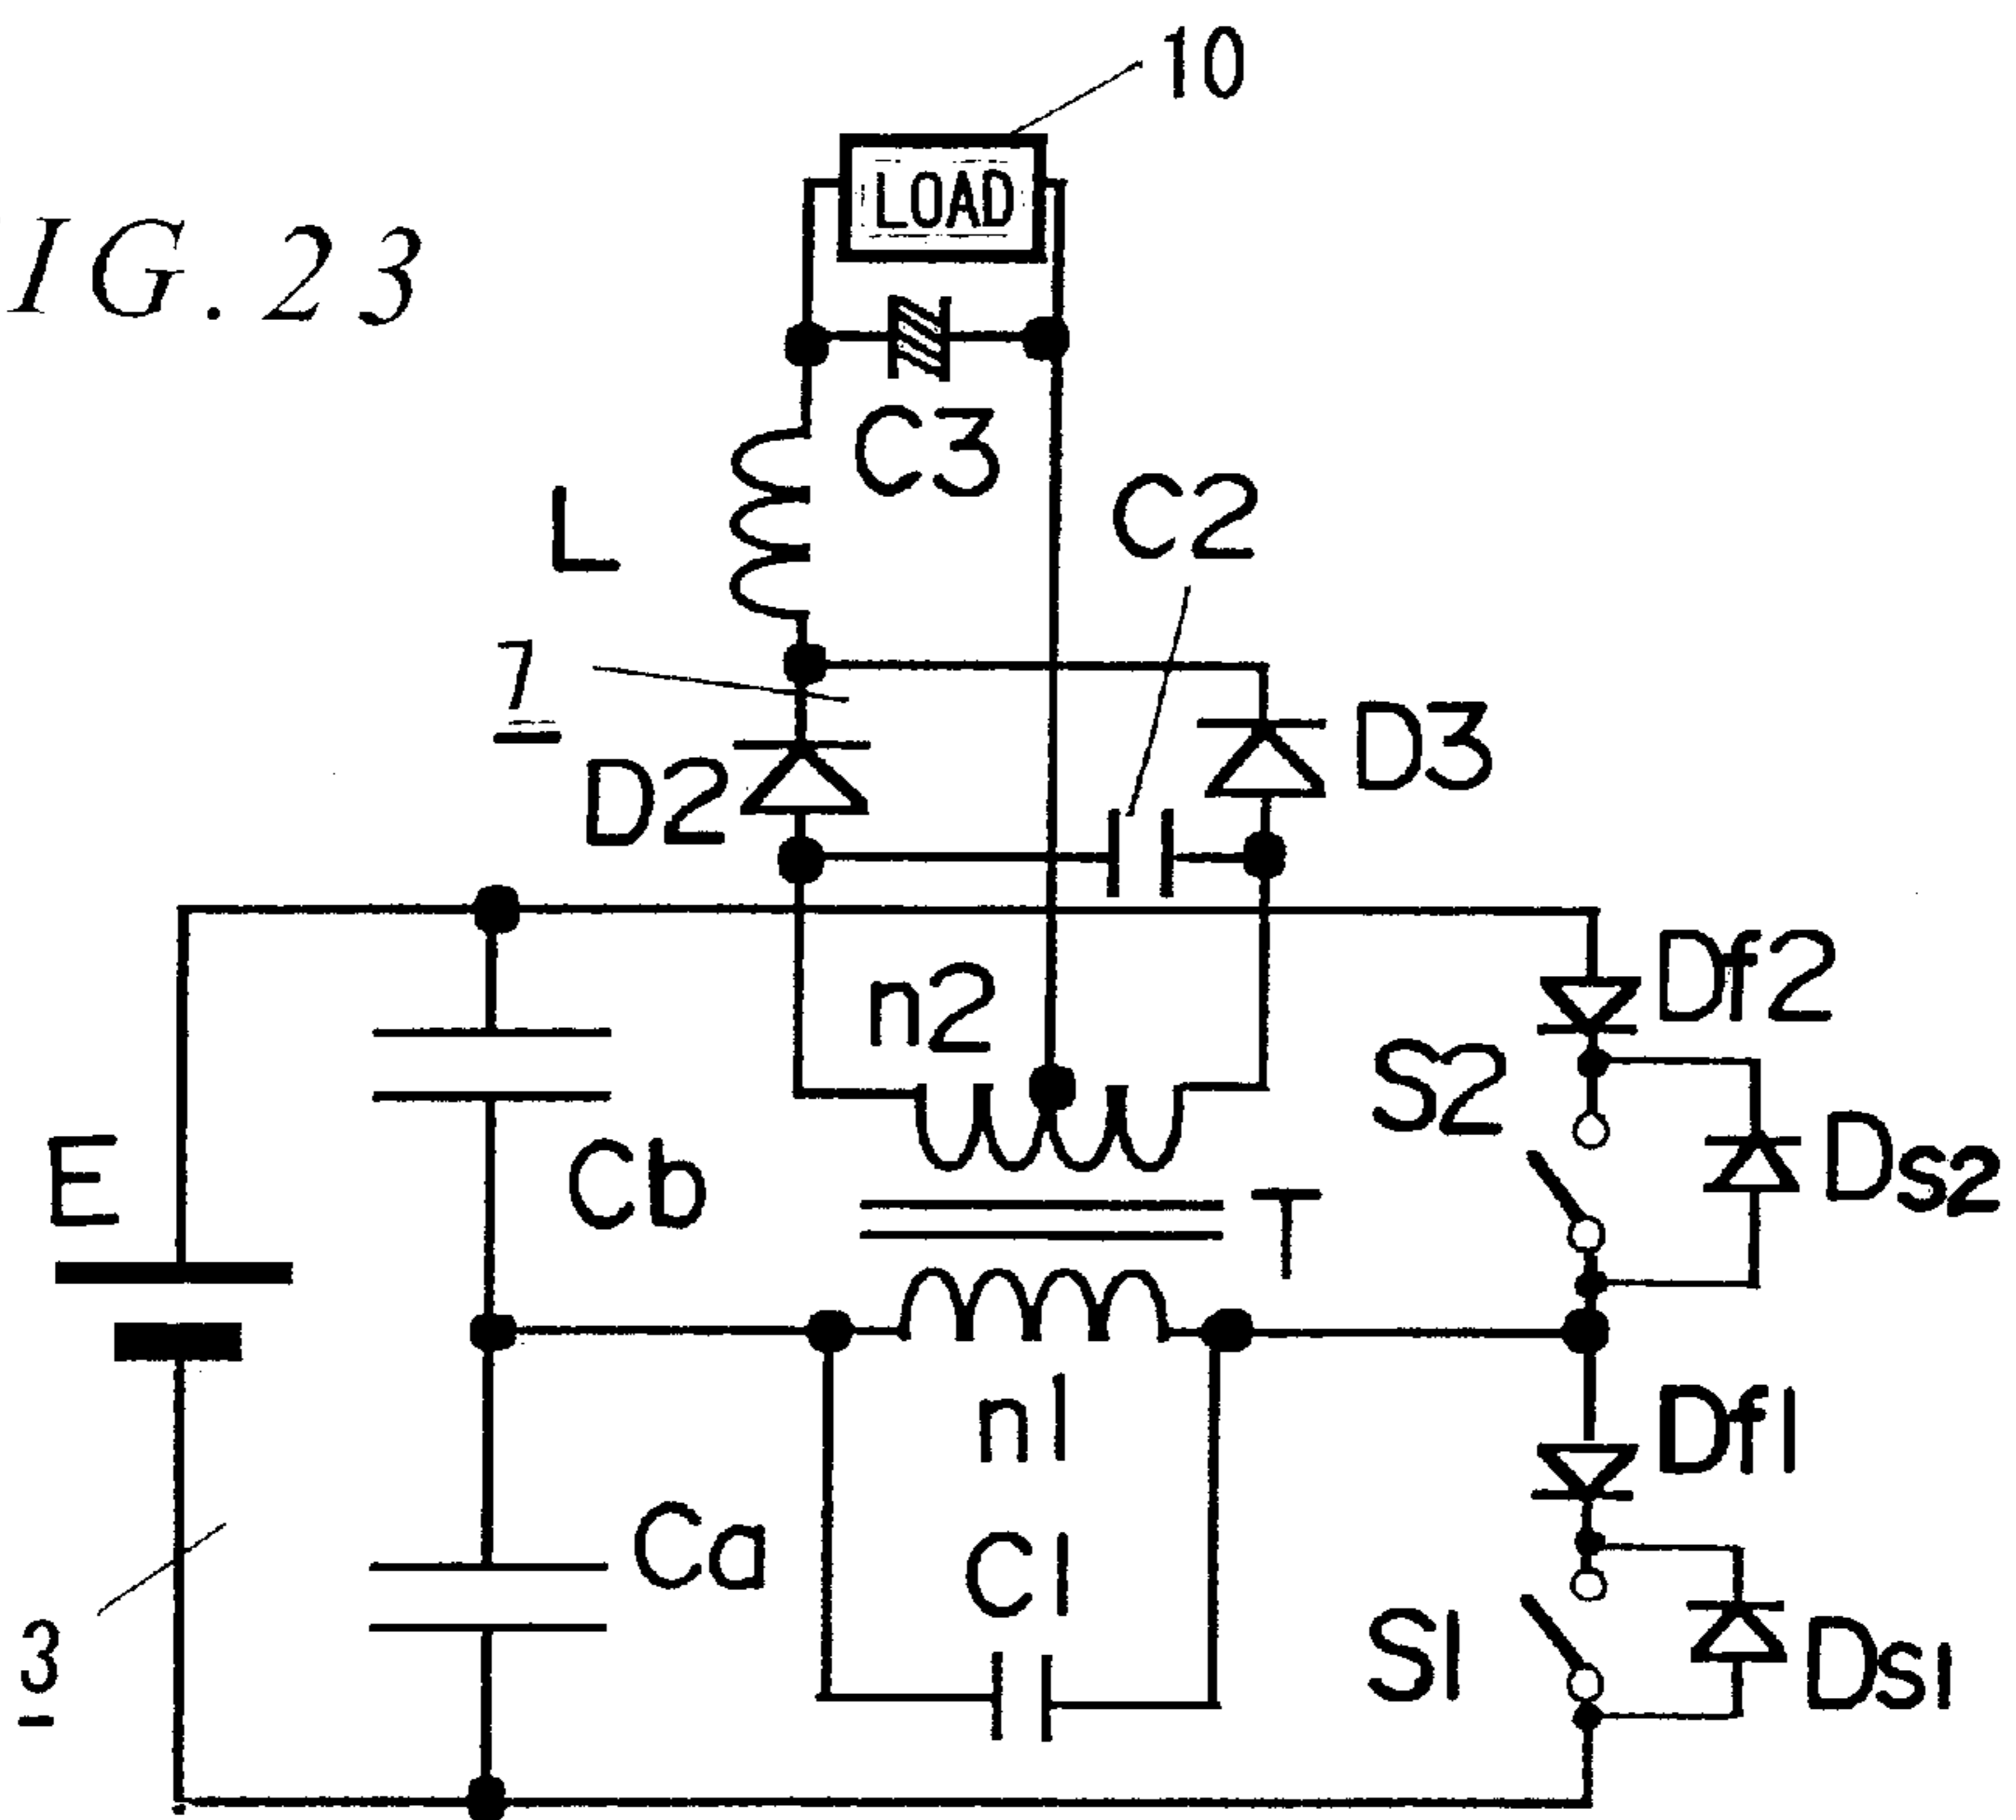 10
LOAD
IG.23
C3
C2
L
7
D2
D3
n2
Df2
S2
E
Cb
T
Ds2
n1
Df1
Ca
C1
3
S1
Ds1